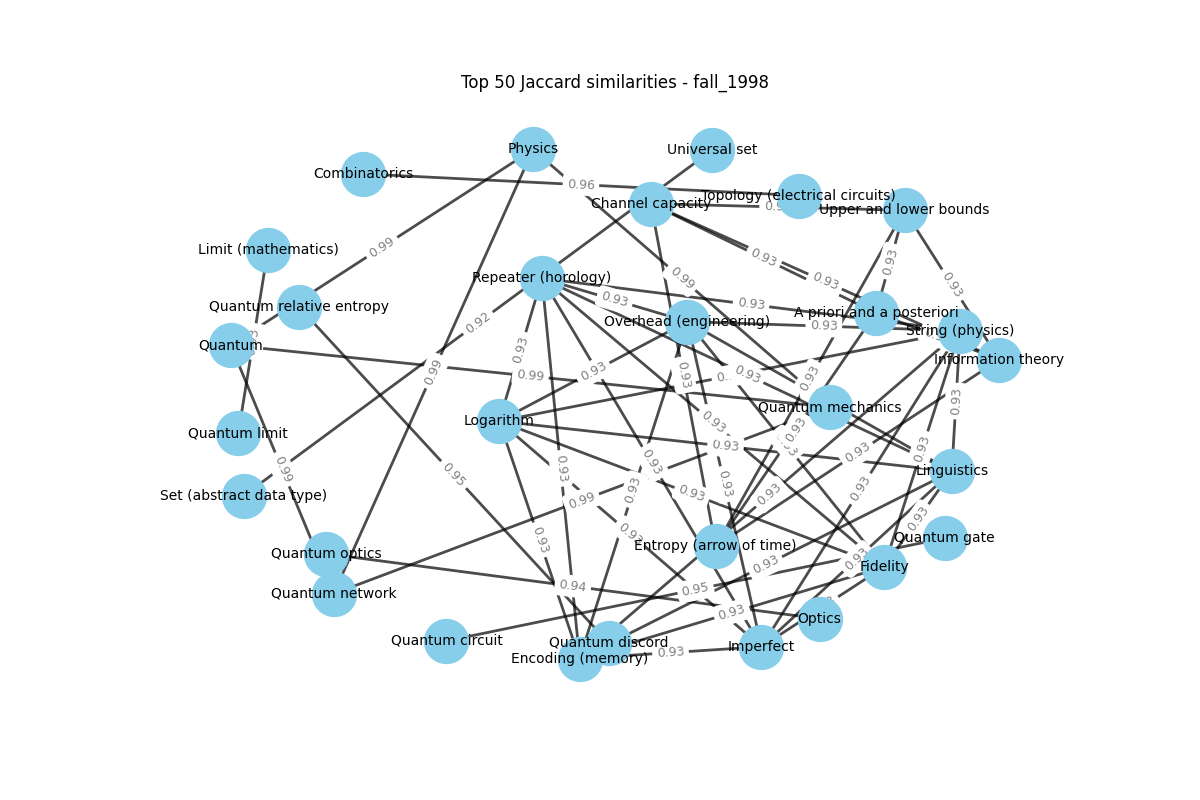 Top 50 Jaccard similarities - fall_1998
Physics
Universal set
Combinatorics
0.96
Topology (electrical circuits)
Channel capacity
Upper and lower bounds
0.99
Limit (mathematics)
0.93
0.93
0.93
0.99
0.93
Repeater (horology)
Quantum relative entropy
0.93
0.93
A priori and a posteriori
0.92
Overhead (engineering)
0.93
String (physics)
Quantum
0.93
Information theory
0.99
0.99
0.93
0.93
0.93
0.93
0.93
Quantum mechanics
0.93
Logarithm
0.93
0.93
Quantum limit
0.93
0.93
0.93
0.93
0.93
0.99
0.95
Linguistics
0.93
0.93
0.93
0.93
0.93
Set (abstract data type)
0.99
0.93
0.93
Quantum gate
0.93
Entropy (arrow of time)
Quantum optics
0.93
0.93
Fidelity
0.94
0.95
Quantum network
0.93
Optics
Quantum circuit
Quantum discord
Imperfect
0.93
Encoding (memory)